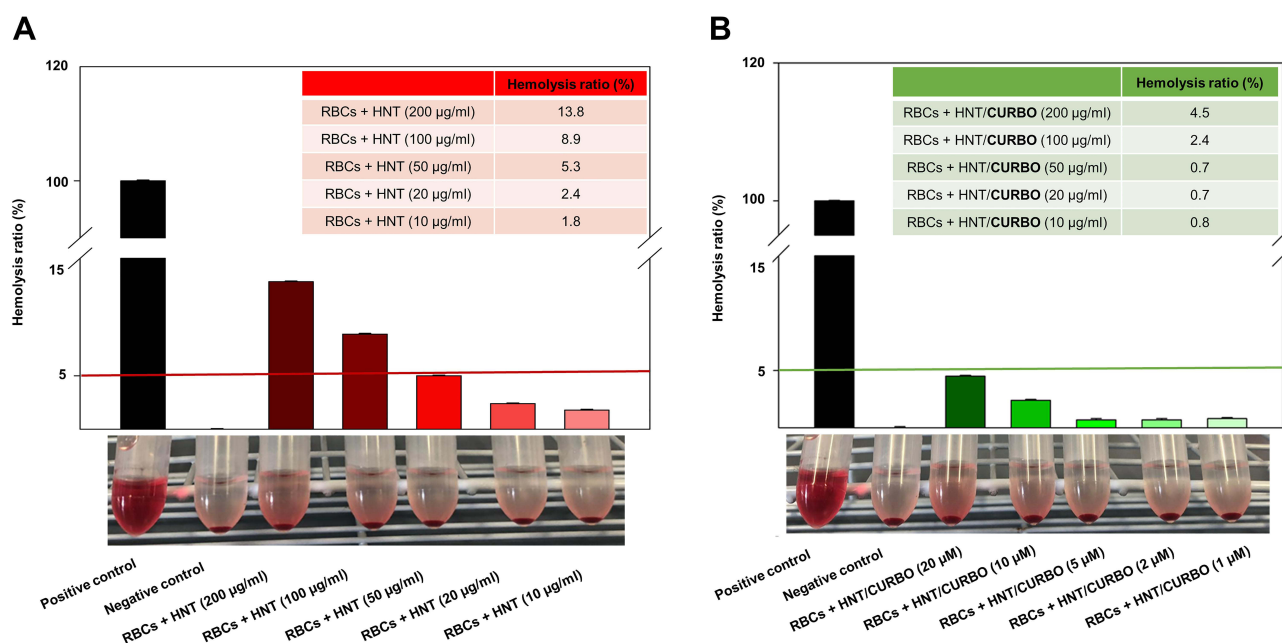 A
120
100
15
5
Hemolysis ratio (%)
Hemolysis ratio (%)
RBCs + HNT (200 µg/ml) 13.8
RBCs + HNT (100 µg/ml) 8.9
RBCs + HNT (50 µg/ml) 5.3
RBCs + HNT (20 µg/ml) 2.4
RBCs + HNT (10 µg/ml) 1.8
Positive control
Negative control
RBCs + HNT (200 µg/ml)
RBCs + HNT (100 µg/ml)
RBCs + HNT (50 µg/ml)
RBCs + HNT (20 µg/ml)
RBCs + HNT (10 µg/ml)
B
120
100
15
5
Hemolysis ratio (%)
Hemolysis ratio (%)
RBCs + HNT/CURBO (200 µg/ml) 4.5
RBCs + HNT/CURBO (100 µg/ml) 2.4
RBCs + HNT/CURBO (50 µg/ml) 0.7
RBCs + HNT/CURBO (20 µg/ml) 0.7
RBCs + HNT/CURBO (10 µg/ml) 0.8
Positive control
Negative control
RBCs + HNT/CURBO (20 µM)
RBCs + HNT/CURBO (10 µM)
RBCs + HNT/CURBO (5 µM)
RBCs + HNT/CURBO (2 µM)
RBCs + HNT/CURBO (1 µM)